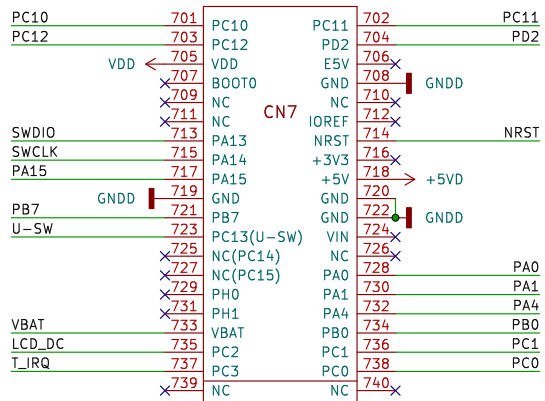 PC10 701 PC10 PC11 702 PC11
PC12 703 PC12 PD2 704 PD2
VDD 705 VDD E5V 706
707 BOOT0 GND 708 GNDD
709 NC NC 710
CN7
711 NC IOREF 712
SWDIO 713 PA13 NRST 714 NRST
SWCLK 715 PA14 +3V3 716
PA15 717 PA15 +5V 718 +5VD
GNDD 719 GND GND 720
PB7 721 PB7 GND 722 GNDD
U-SW 723 PC13(U-SW) VIN 724
725 NC(PC14) NC 726
727 NC(PC15) PA0 728 PA0
729 PH0 PA1 730 PA1
731 PH1 PA4 732 PA4
VBAT 733 VBAT PB0 734 PB0
LCD_DC 735 PC2 PC1 736 PC1
T_IRQ 737 PC3 PC0 738 PC0
739 NC NC 740